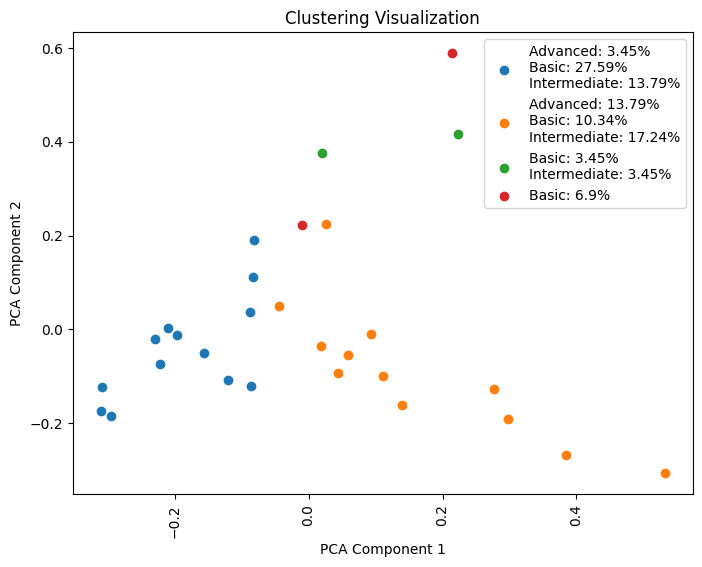 Clustering Visualization
Advanced: 3.45%
Basic: 27.59%
Intermediate: 13.79%
Advanced: 13.79%
Basic: 10.34%
Intermediate: 17.24%
Basic: 3.45%
Intermediate: 3.45%
Basic: 6.9%
PCA Component 2
0.6
0.4
0.2
0.0
−0.2
−0.2
0.0
0.2
0.4
PCA Component 1